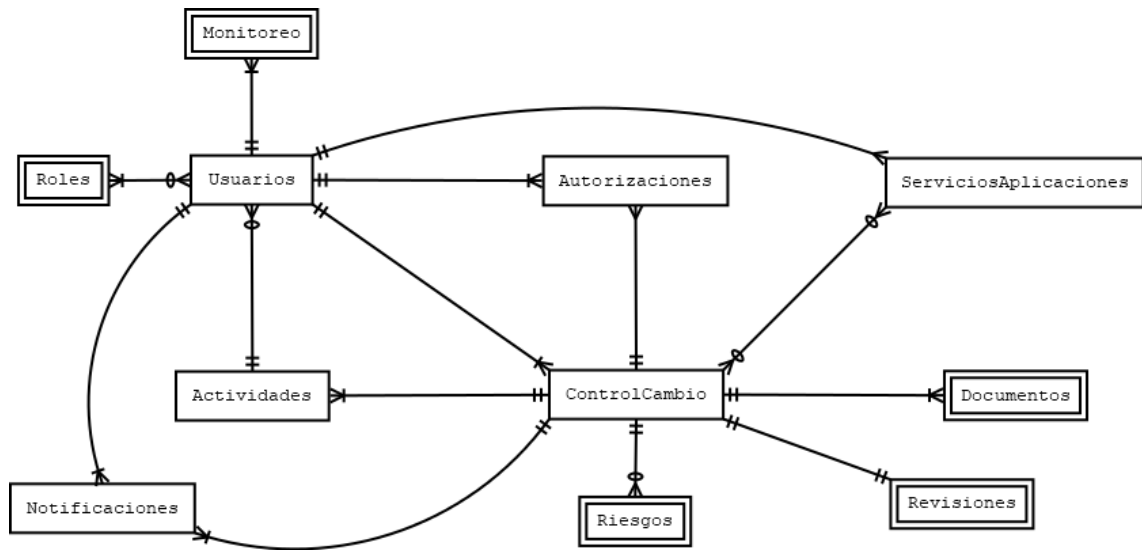 Monitoreo
Roles
Usuarios
Autorizaciones
ServiciosAplicaciones
Actividades
ControlCambio
Documentos
Notificaciones
Riesgos
Revisiones